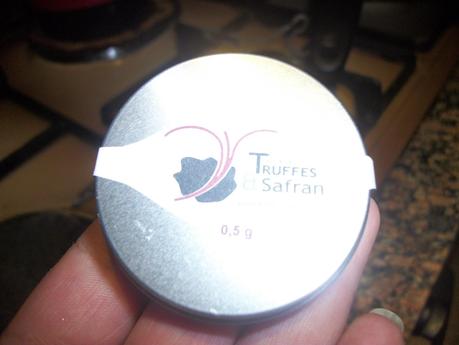 TRUFFES
& Safran
0,5 g